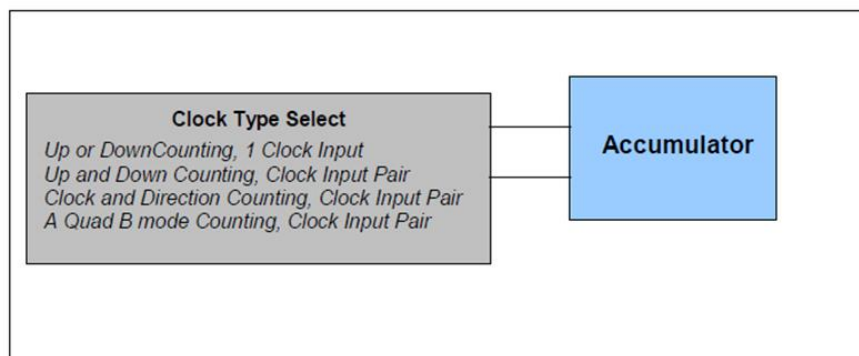 Clock Type Select
Up or DownCounting, 1 Clock Input
Up and Down Counting, Clock Input Pair
Clock and Direction Counting, Clock Input Pair
A Quad B mode Counting, Clock Input Pair
Accumulator